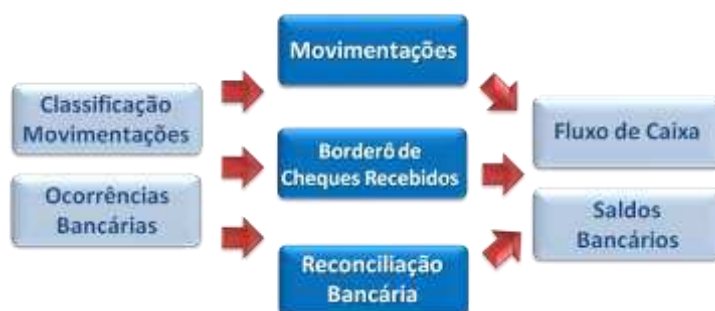 Classificação
Movimentações
Ocorrências
Bancárias
Movimentações
Borderô de
Cheques Recebidos
Reconciliação
Bancária
Fluxo de Caixa
Saldos
Bancários